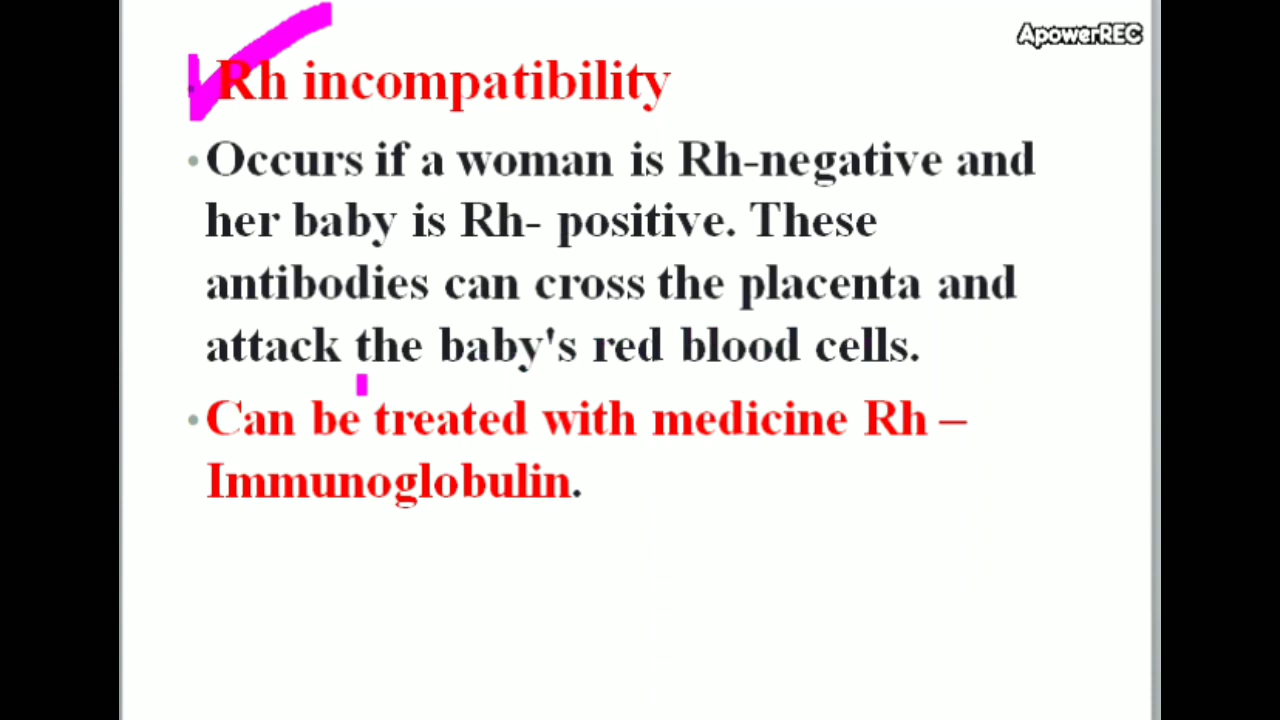 ApowerREC
• Rh incompatibility
• Occurs if a woman is Rh-negative and
her baby is Rh- positive. These
antibodies can cross the placenta and
attack the baby's red blood cells.
• Can be treated with medicine Rh –
Immunoglobulin.